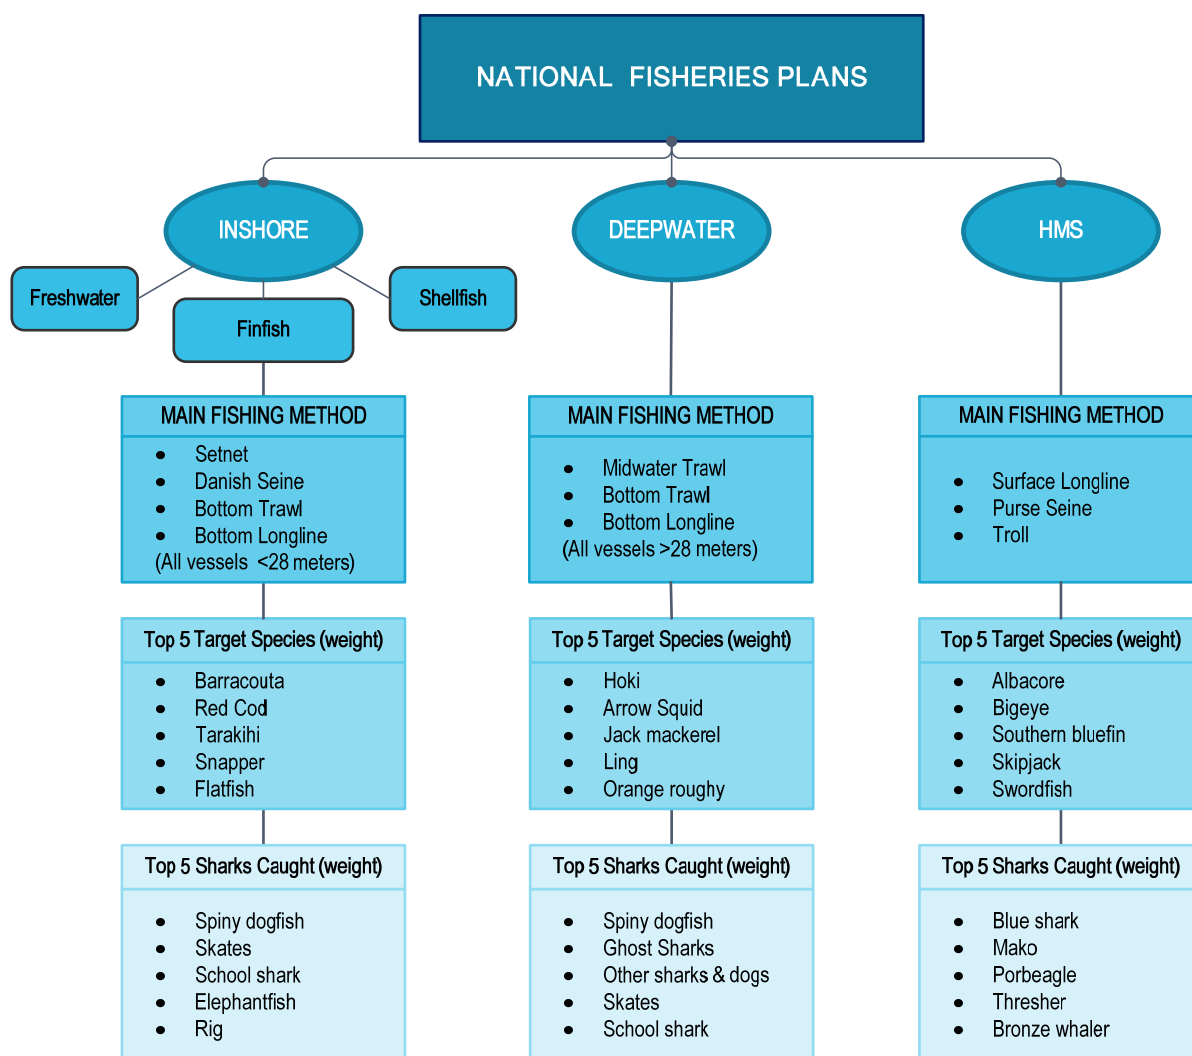 NATIONAL FISHERIES PLANS
INSHORE
DEEPWATER
HMS
Freshwater
Finfish
Shellfish
MAIN FISHING METHOD
• Setnet
• Danish Seine
• Bottom Trawl
• Bottom Longline
(All vessels <28 meters)
Top 5 Target Species (weight)
• Barracouta
• Red Cod
• Tarakihi
• Snapper
• Flatfish
Top 5 Sharks Caught (weight)
• Spiny dogfish
• Skates
• School shark
• Elephantfish
• Rig
MAIN FISHING METHOD
• Midwater Trawl
• Bottom Trawl
• Bottom Longline
(All vessels >28 meters)
Top 5 Target Species (weight)
• Hoki
• Arrow Squid
• Jack mackerel
• Ling
• Orange roughy
Top 5 Sharks Caught (weight)
• Spiny dogfish
• Ghost Sharks
• Other sharks & dogs
• Skates
• School shark
MAIN FISHING METHOD
• Surface Longline
• Purse Seine
• Troll
Top 5 Target Species (weight)
• Albacore
• Bigeye
• Southern bluefin
• Skipjack
• Swordfish
Top 5 Sharks Caught (weight)
• Blue shark
• Mako
• Porbeagle
• Thresher
• Bronze whaler